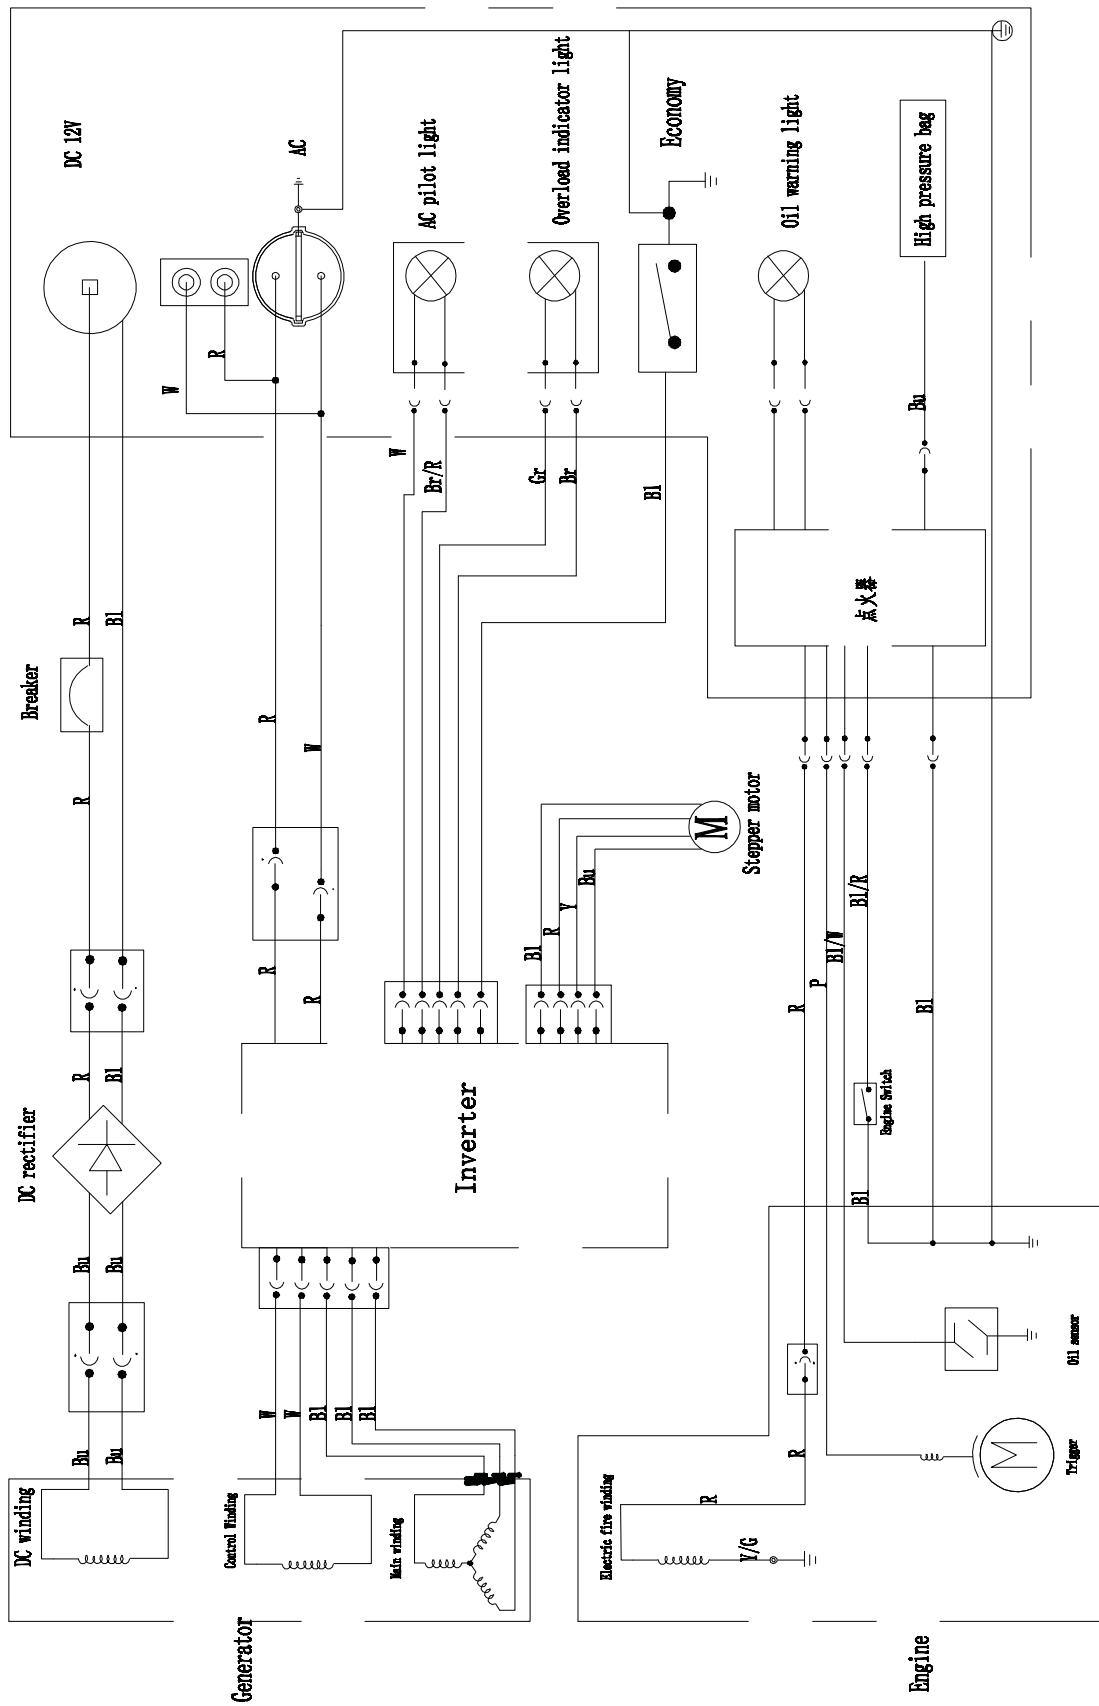 DC winding
DC rectifier
Breaker
DC 12V
Bu
Bu
R
R
R
Bu
Bu
Bl
Bl
W
R
Control Winding
Generator
W
W
Bl
Bl
Bl
R
R
R
W
AC
Main winding
Inverter
W
Br/R
AC pilot light
Gr
Br
Overload indicator light
Bl
Economy
Bl
R
Y
Bu
M
Stepper motor
Electric fire winding
R
Y/G
R
R
P
Bl/W
Bl/R
Bl
Engine Switch
Bl
点火器
Oil warning light
Bu
High pressure bag
M
Trigger
Oil sensor
Engine